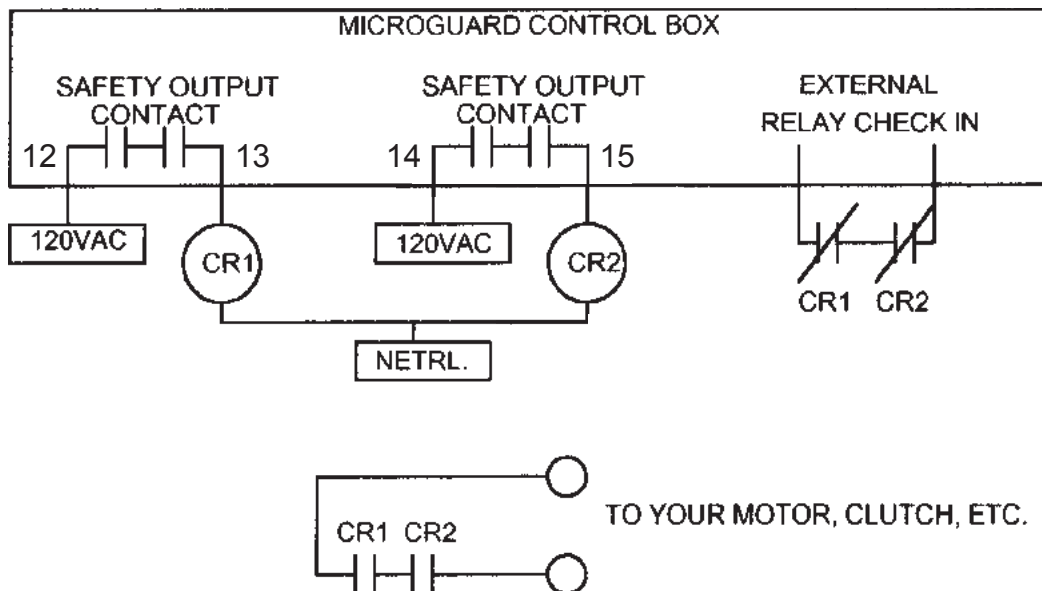 MICROGUARD CONTROL BOX
SAFETY OUTPUT
CONTACT
SAFETY OUTPUT
CONTACT
EXTERNAL
RELAY CHECK IN
12
13
14
15
120VAC
CR1
120VAC
CR2
CR1 CR2
NETRL.
TO YOUR MOTOR, CLUTCH, ETC.
CR1 CR2